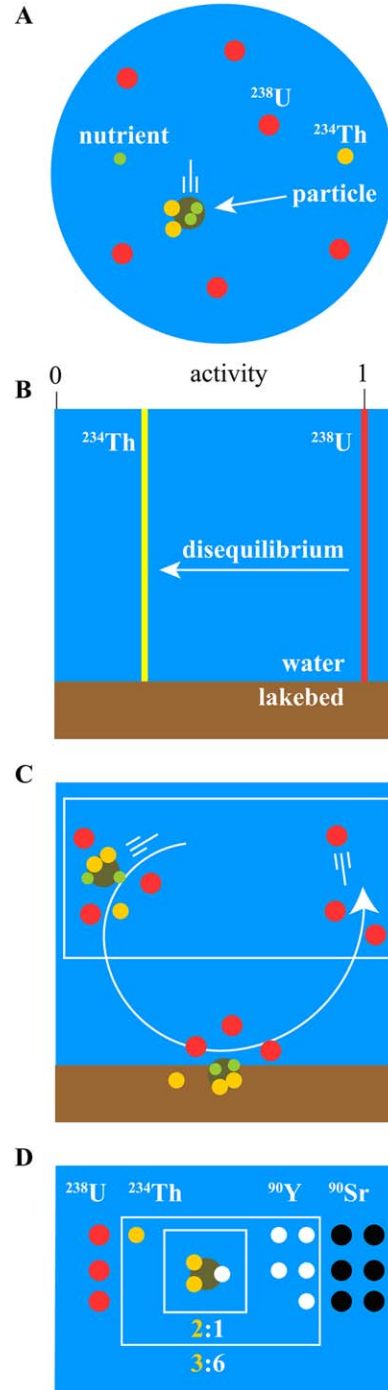 A
²³⁸U
nutrient
²³⁴Th
particle
B
0 activity 1
²³⁴Th ²³⁸U
disequilibrium
water
lakebed
C
D
²³⁸U ²³⁴Th ⁹⁰Y ⁹⁰Sr
2:1
3:6